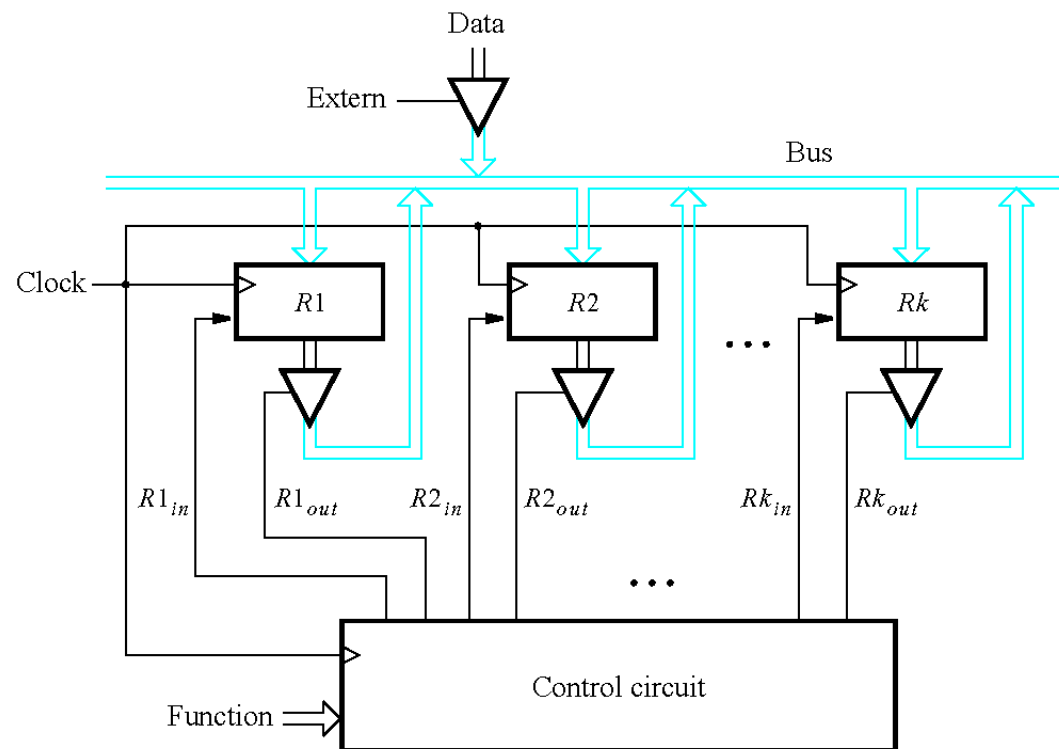 Data
Extern
Bus
Clock
R1
R2
Rk
R1in
R1out
R2in
R2out
Rkin
Rkout
Control circuit
Function